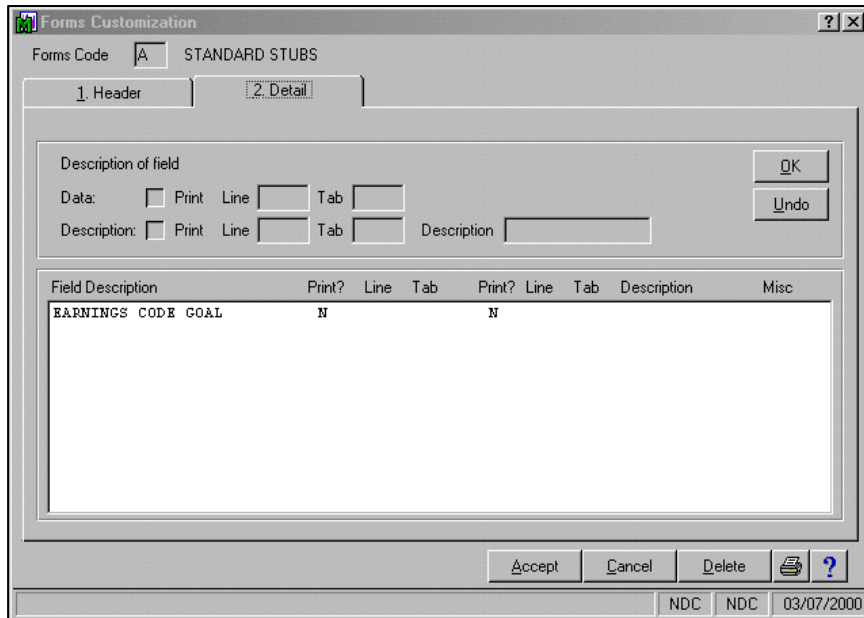 Forms Customization
Forms Code A STANDARD STUBS
1. Header 2. Detail
Description of field OK
Data: Print Line Tab Undo
Description: Print Line Tab Description
Field Description Print? Line Tab Print? Line Tab Description Misc
EARNINGS CODE GOAL N N
Accept Cancel Delete ?
NDC NDC 03/07/2000